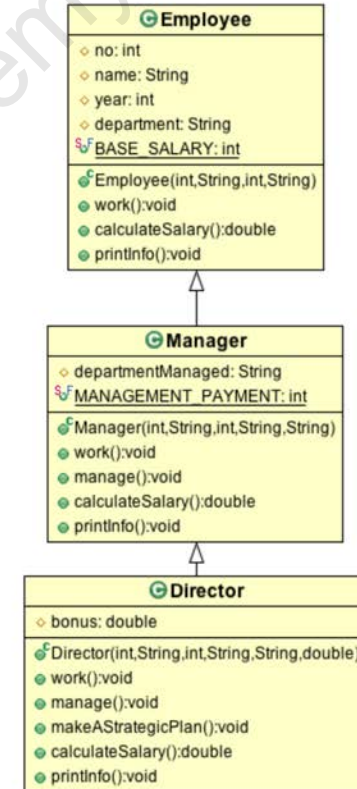 emy
Employee
no: int
name: String
year: int
department: String
BASE_SALARY: int
Employee(int,String,int,String)
work():void
calculateSalary():double
printInfo():void
Manager
departmentManaged: String
MANAGEMENT_PAYMENT: int
Manager(int,String,int,String,String)
work():void
manage():void
calculateSalary():double
printInfo():void
Director
bonus: double
Director(int,String,int,String,String,double)
work():void
manage():void
makeAStrategicPlan():void
calculateSalary():double
printInfo():void